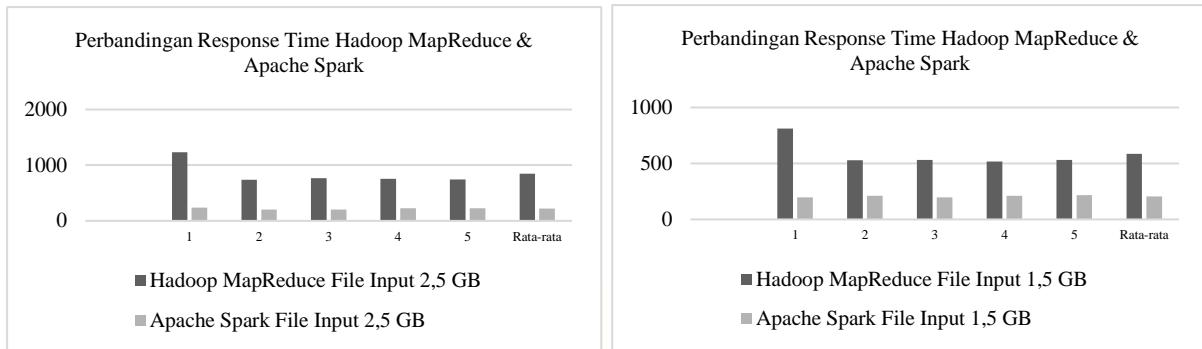 Perbandingan Response Time Hadoop MapReduce &
Apache Spark
2000
1000
0
1 2 3 4 5 Rata-rata
Hadoop MapReduce File Input 2,5 GB
Apache Spark File Input 2,5 GB
Perbandingan Response Time Hadoop MapReduce &
Apache Spark
1000
500
0
1 2 3 4 5 Rata-rata
Hadoop MapReduce File Input 1,5 GB
Apache Spark File Input 1,5 GB